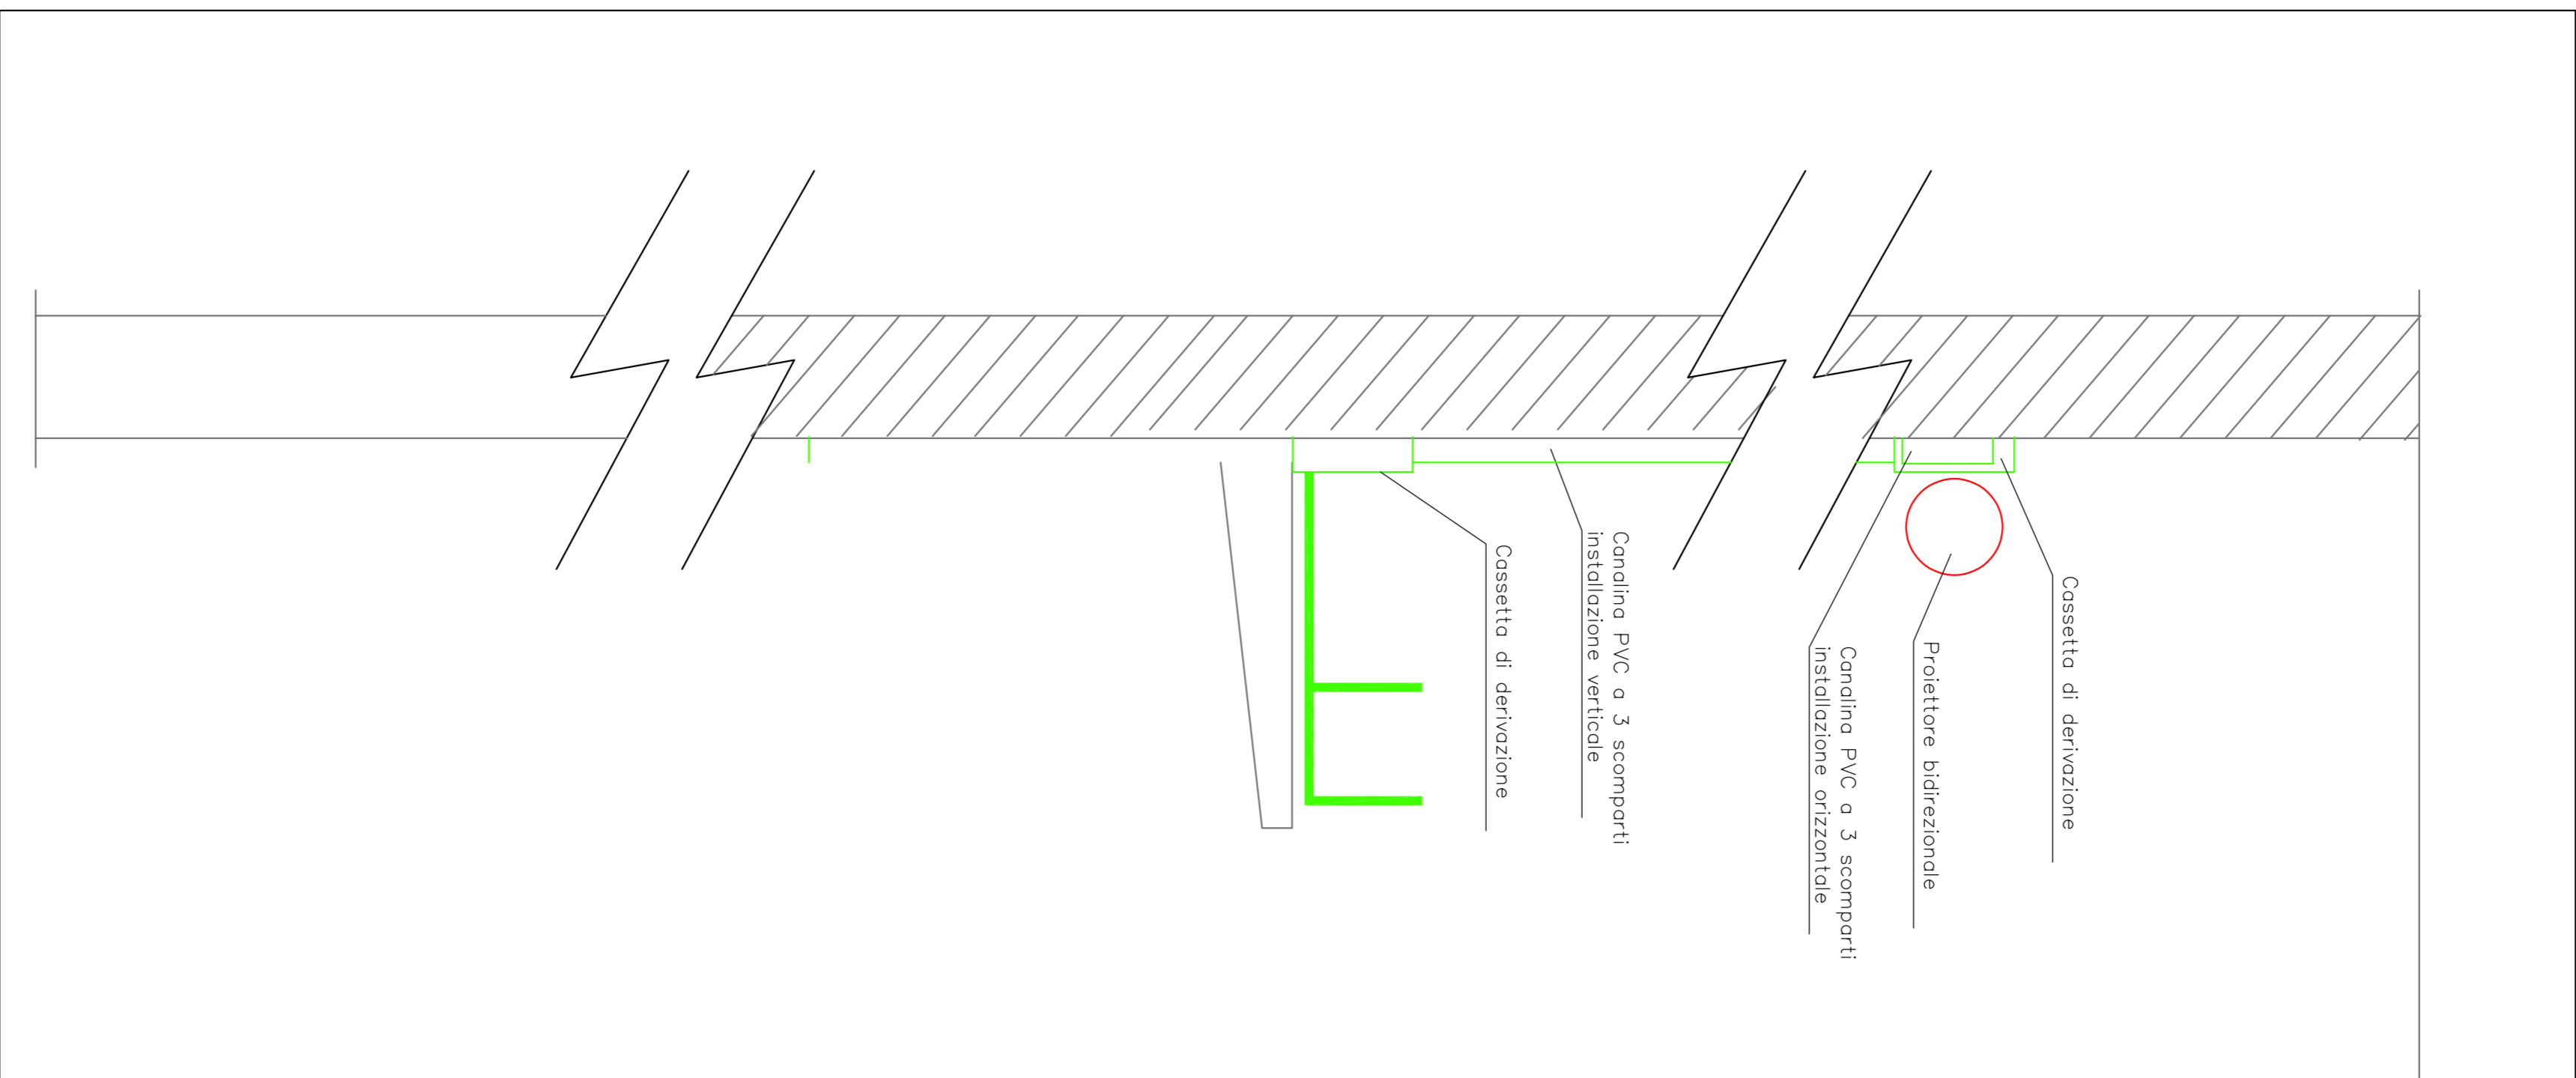 Cassetta di derivazione
Proiettore bidirezionale
Canalina PVC a 3 scomparti
installazione orizzontale
Canalina PVC a 3 scomparti
installazione verticale
Cassetta di derivazione